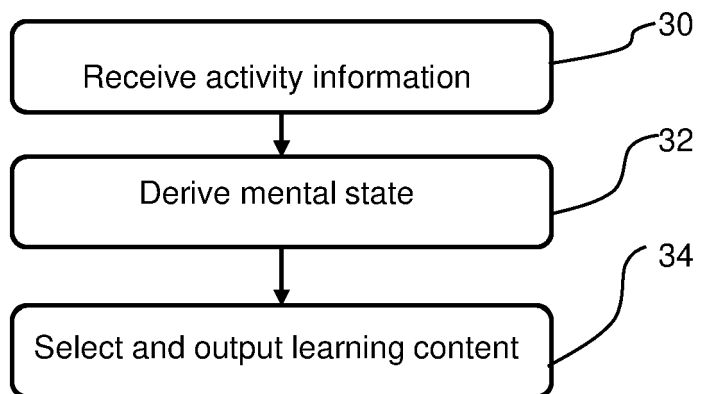 30
Receive activity information
32
Derive mental state
34
Select and output learning content